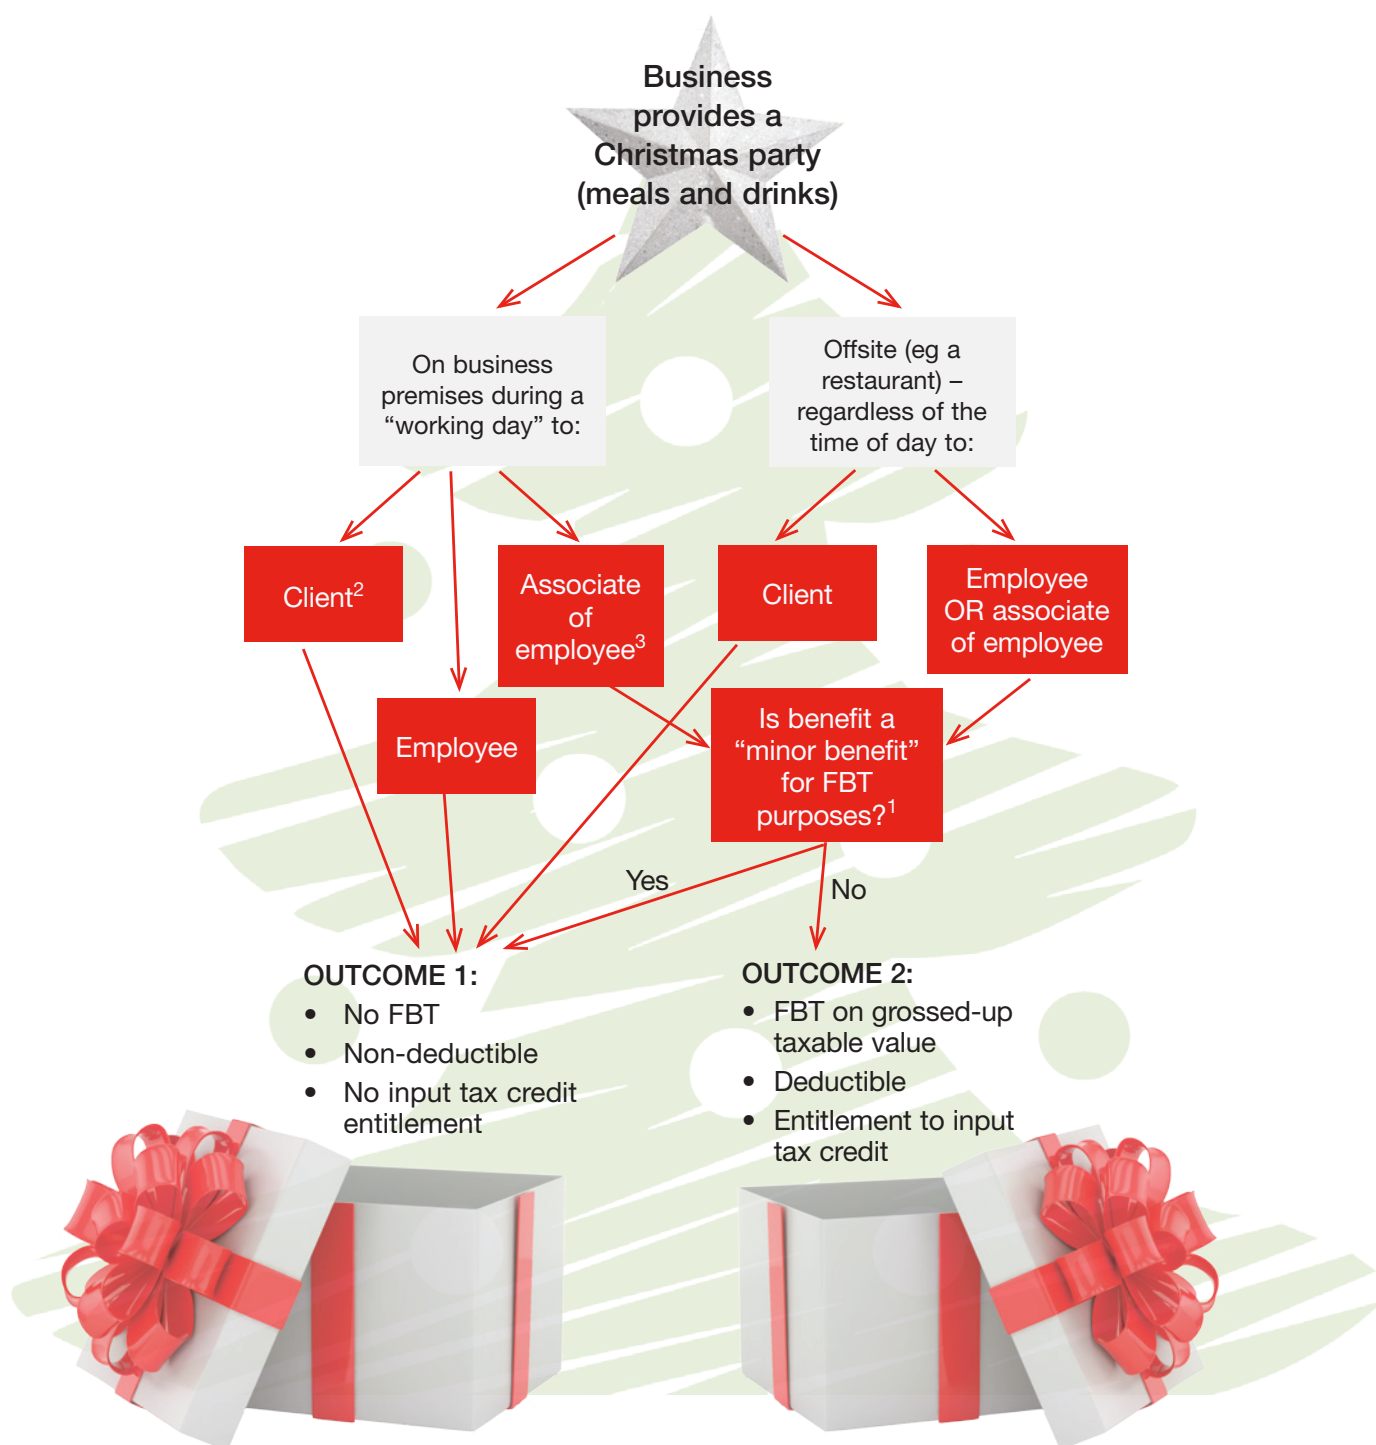 Business
provides a
Christmas party
(meals and drinks)
On business
premises during a
“working day” to:
Offsite (eg a
restaurant) –
regardless of the
time of day to:
Client²
Associate
of
employee³
Client
Employee
OR associate
of employee
Employee
Is benefit a
“minor benefit”
for FBT
purposes?¹
Yes
No
OUTCOME 1:
• No FBT
• Non-deductible
• No input tax credit
entitlement
OUTCOME 2:
• FBT on grossed-up
taxable value
• Deductible
• Entitlement to input
tax credit